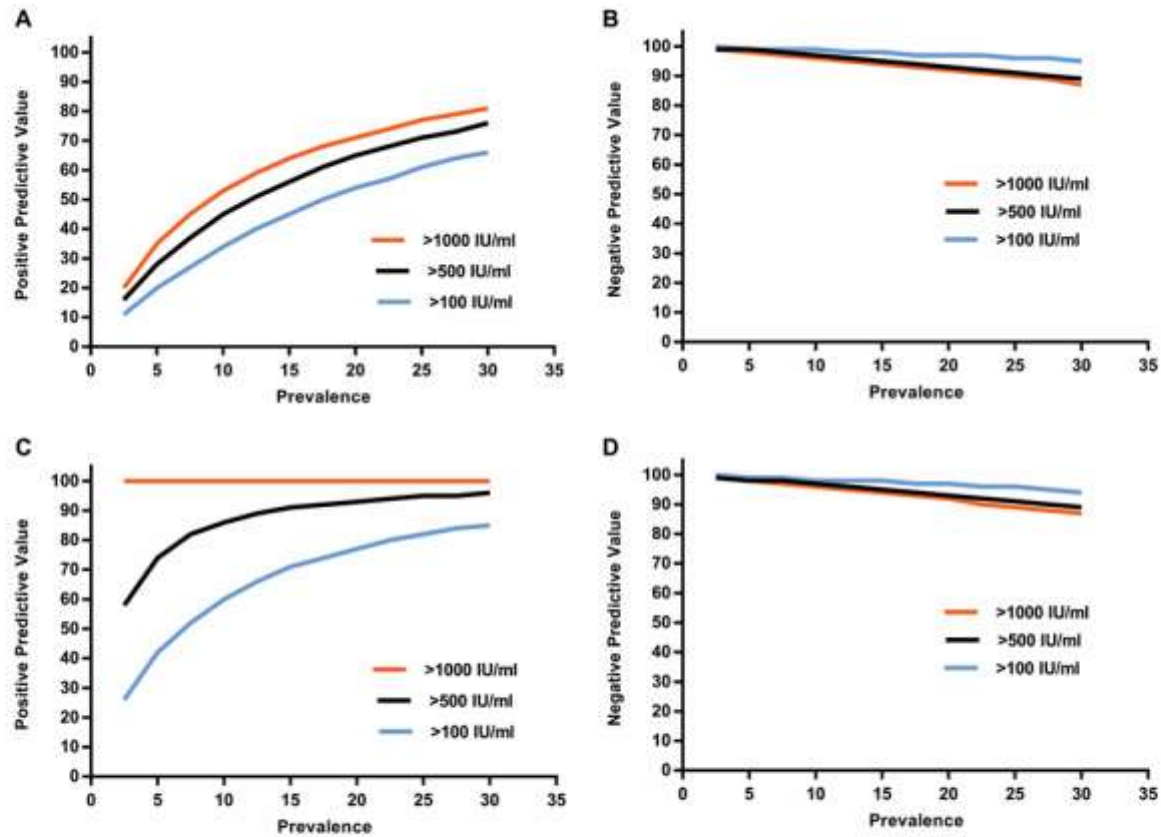 A
Positive Predictive Value
100
90
80
70
60
50
40
30
20
10
0
0 5 10 15 20 25 30 35
Prevalence
>1000 IU/ml
>500 IU/ml
>100 IU/ml
B
Negative Predictive Value
100
90
80
70
60
50
40
30
20
10
0
0 5 10 15 20 25 30 35
Prevalence
>1000 IU/ml
>500 IU/ml
>100 IU/ml
C
Positive Predictive Value
100
90
80
70
60
50
40
30
20
10
0
0 5 10 15 20 25 30 35
Prevalence
>1000 IU/ml
>500 IU/ml
>100 IU/ml
D
Negative Predictive Value
100
90
80
70
60
50
40
30
20
10
0
0 5 10 15 20 25 30 35
Prevalence
>1000 IU/ml
>500 IU/ml
>100 IU/ml